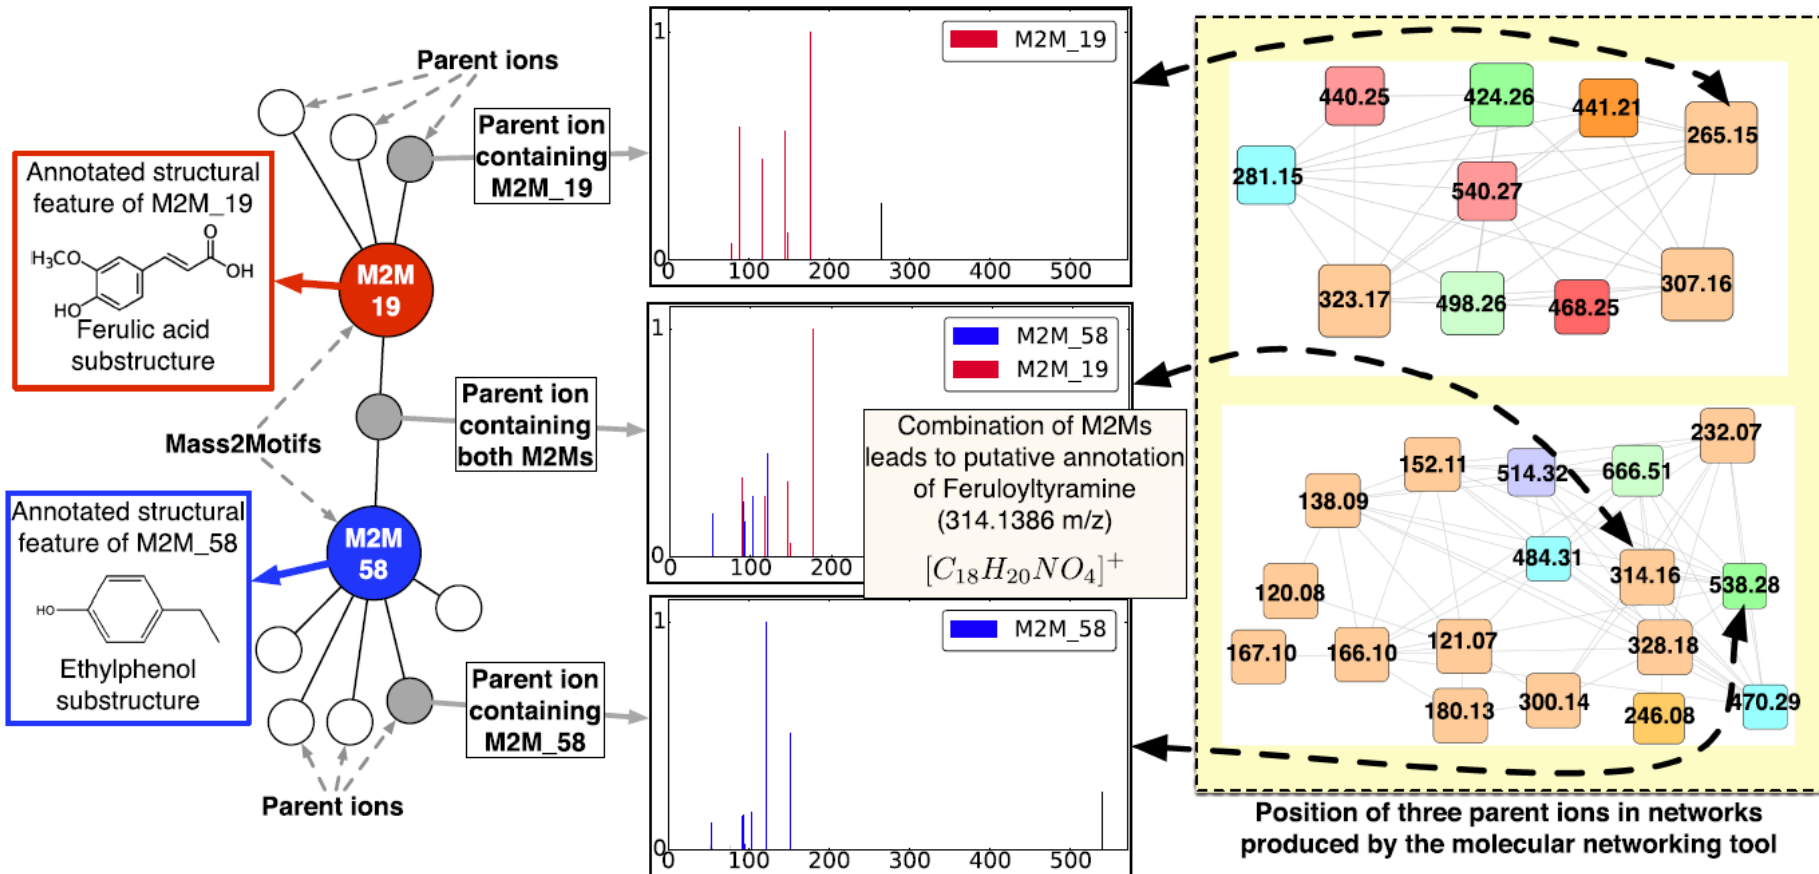 Parent ions
Parent ion
containing
M2M_19
Annotated structural
feature of M2M_19
H₃CO
O
OH
HO
Ferulic acid
substructure
M2M
19
Mass2Motifs
Parent ion
containing
both M2Ms
Annotated structural
feature of M2M_58
HO
Ethylphenol
substructure
M2M
58
Parent ion
containing
M2M_58
Parent ions
1
0
M2M_19
0 100 200 300 400 500
1
0
M2M_58
M2M_19
0 100 200
Combination of M2Ms
leads to putative annotation
of Feruloyltyramine
(314.1386 m/z)
[C₁₈H₂₀NO₄]⁺
1
0
M2M_58
0 100 200 300 400 500
440.25
424.26
441.21
265.15
281.15
540.27
323.17
498.26
468.25
307.16
232.07
152.11
514.32
666.51
138.09
484.31
314.16
538.28
120.08
121.07
328.18
167.10
166.10
180.13
300.14
246.08
470.29
Position of three parent ions in networks
produced by the molecular networking tool